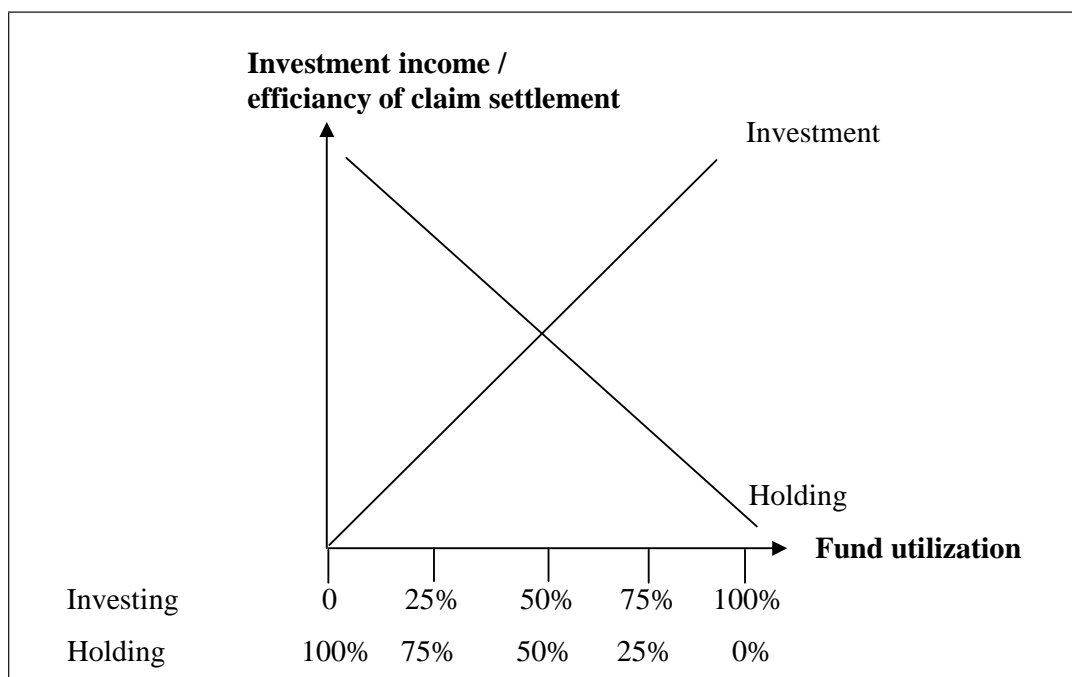 Investment income /
efficiancy of claim settlement
Investment
Holding
Fund utilization
Investing 0 25% 50% 75% 100%
Holding 100% 75% 50% 25% 0%